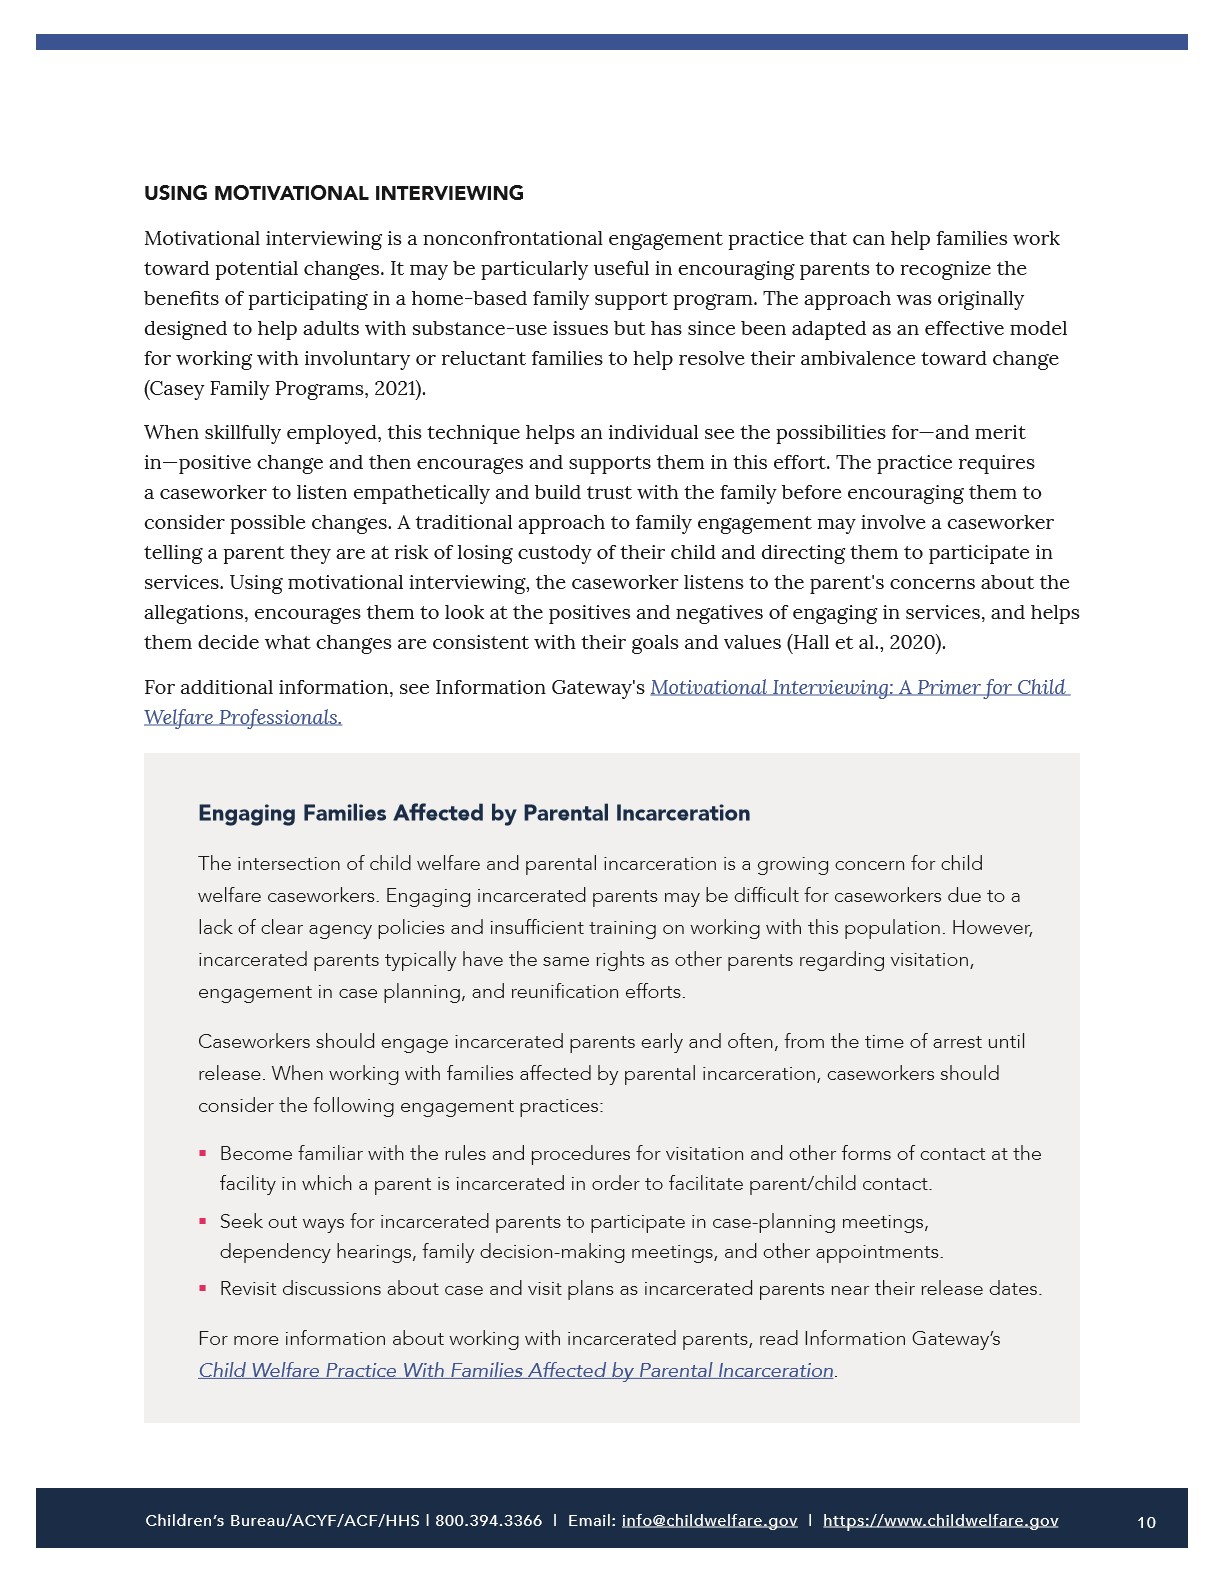 USING MOTIVATIONAL INTERVIEWING
Motivational interviewing is a nonconfrontational engagement practice that can help families work
toward potential changes. It may be particularly useful in encouraging parents to recognize the
benefits of participating in a home-based family support program. The approach was originally
designed to help adults with substance-use issues but has since been adapted as an effective model
for working with involuntary or reluctant families to help resolve their ambivalence toward change
(Casey Family Programs, 2021).
When skillfully employed, this technique helps an individual see the possibilities for—and merit
in—positive change and then encourages and supports them in this effort. The practice requires
a caseworker to listen empathetically and build trust with the family before encouraging them to
consider possible changes. A traditional approach to family engagement may involve a caseworker
telling a parent they are at risk of losing custody of their child and directing them to participate in
services. Using motivational interviewing, the caseworker listens to the parent's concerns about the
allegations, encourages them to look at the positives and negatives of engaging in services, and helps
them decide what changes are consistent with their goals and values (Hall et al., 2020).
For additional information, see Information Gateway's Motivational Interviewing: A Primer for Child
Welfare Professionals.
Engaging Families Affected by Parental Incarceration
The intersection of child welfare and parental incarceration is a growing concern for child
welfare caseworkers. Engaging incarcerated parents may be difficult for caseworkers due to a
lack of clear agency policies and insufficient training on working with this population. However,
incarcerated parents typically have the same rights as other parents regarding visitation,
engagement in case planning, and reunification efforts.
Caseworkers should engage incarcerated parents early and often, from the time of arrest until
release. When working with families affected by parental incarceration, caseworkers should
consider the following engagement practices:
▪ Become familiar with the rules and procedures for visitation and other forms of contact at the
facility in which a parent is incarcerated in order to facilitate parent/child contact.
▪ Seek out ways for incarcerated parents to participate in case-planning meetings,
dependency hearings, family decision-making meetings, and other appointments.
▪ Revisit discussions about case and visit plans as incarcerated parents near their release dates.
For more information about working with incarcerated parents, read Information Gateway’s
Child Welfare Practice With Families Affected by Parental Incarceration.
Children’s Bureau/ACYF/ACF/HHS | 800.394.3366 | Email: info@childwelfare.gov | https://www.childwelfare.gov 10